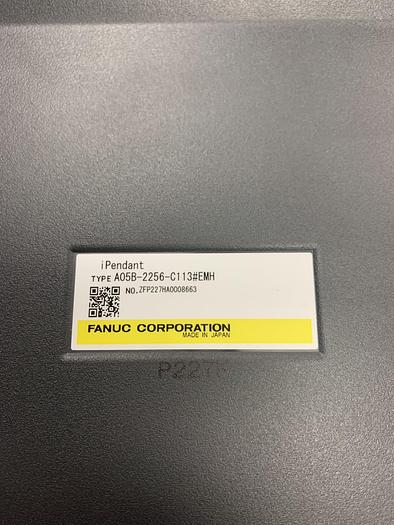 iPendant
TYPE A05B-2256-C113#EMH
NO.ZFP227HA0008663
FANUC CORPORATION
MADE IN JAPAN